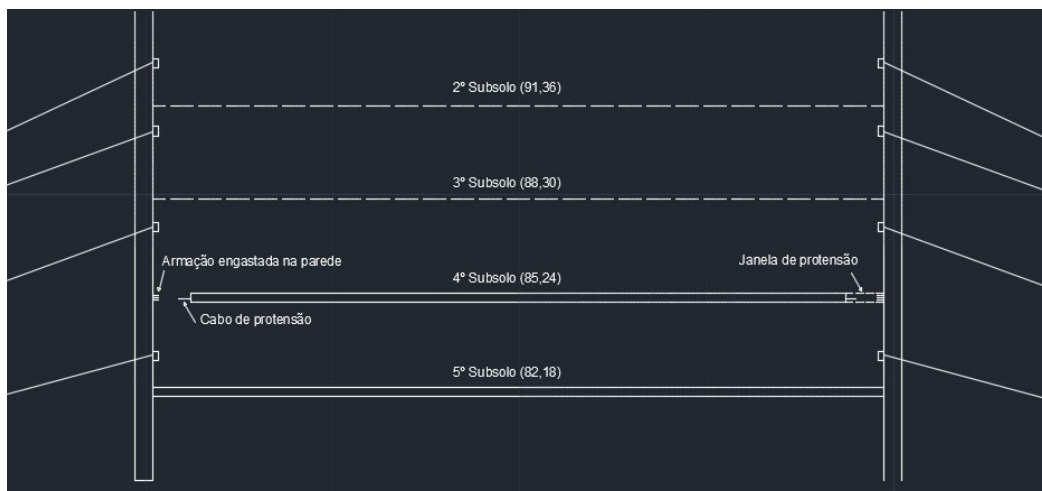 2º Subsolo (91,36)
3º Subsolo (88,30)
Armação engastada na parede
Janela de protensão
4º Subsolo (85,24)
Cabo de protensão
5º Subsolo (82,18)